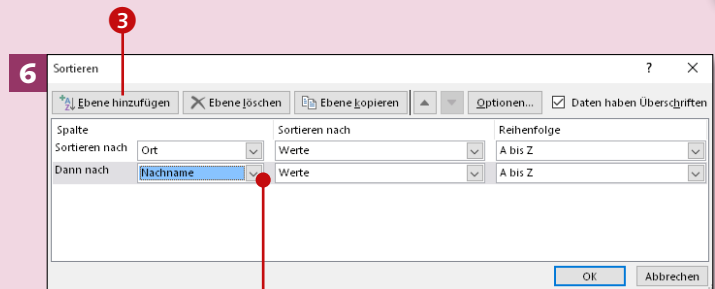 3
6
Sortieren ? ×
Ebene hinzufügen Ebene löschen Ebene kopieren Optionen... Daten haben Überschriften
Spalte Sortieren nach Reihenfolge
Sortieren nach Ort Werte A bis Z
Dann nach Nachname Werte A bis Z
OK Abbrechen